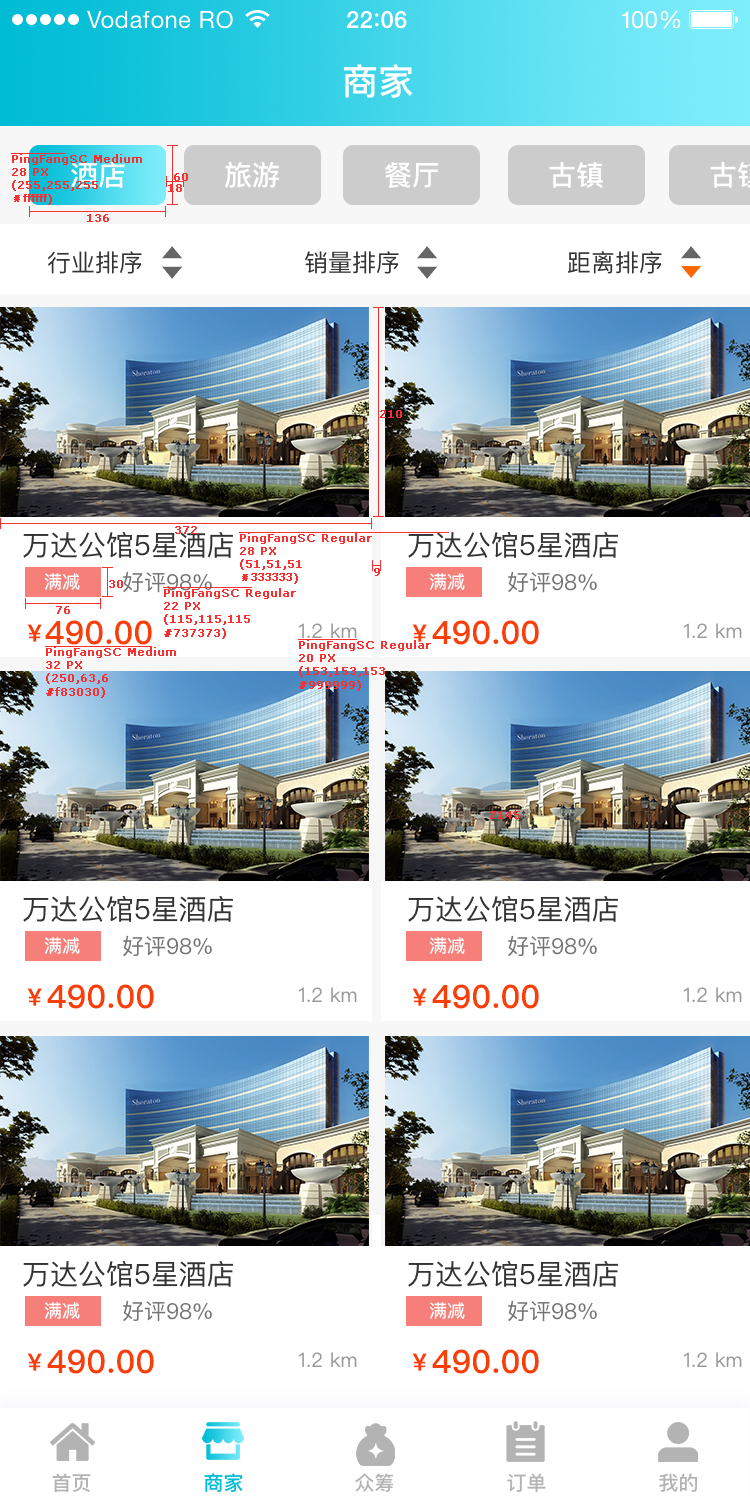 Vodafone RO
22:06
100%
商家
酒店
旅游
餐厅
古镇
古镇
PingFangSC Medium
28 PX
(255,255,255
#ffffff)
136
60
18
行业排序
销量排序
距离排序
Sheraton
Sheraton
210
372
万达公馆5星酒店
万达公馆5星酒店
PingFangSC Regular
28 PX
(51,51,51
#333333)
9
满减
30
好评98%
满减
好评98%
76
PingFangSC Regular
22 PX
(115,115,115
#737373)
¥490.00
1.2 km
¥490.00
1.2 km
PingFangSC Medium
32 PX
(250,63,6
#f83030)
PingFangSC Regular
20 PX
(153,153,153
#999999)
Sheraton
Sheraton
万达公馆5星酒店
万达公馆5星酒店
满减
好评98%
满减
好评98%
¥490.00
1.2 km
¥490.00
1.2 km
Sheraton
Sheraton
万达公馆5星酒店
万达公馆5星酒店
满减
好评98%
满减
好评98%
¥490.00
1.2 km
¥490.00
1.2 km
首页
商家
众筹
订单
我的